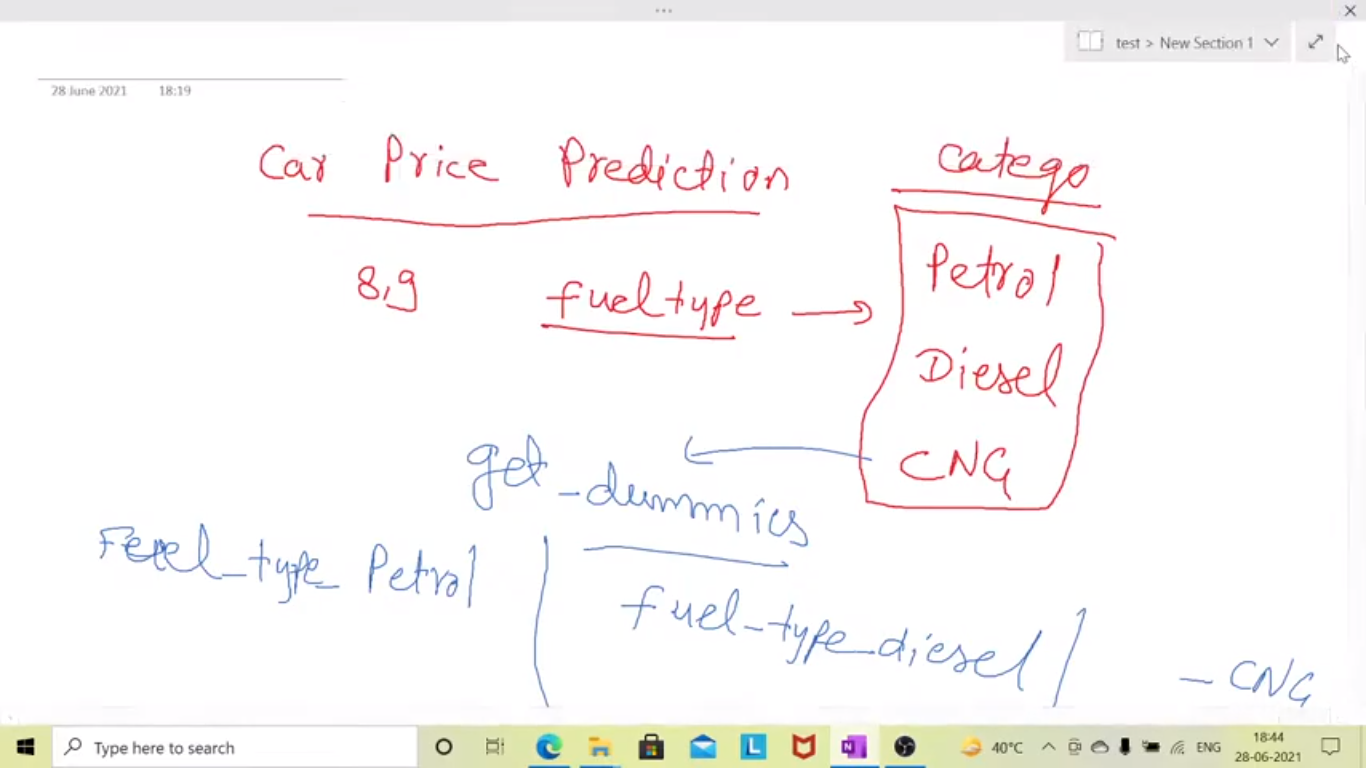 test > New Section 1
28 June 2021 18:19
Car Price Prediction
catego
8,9 fueltype
Petrol
Diesel
CNG
get_dummies
Fuel_type_Petrol
fuel_type_diesel
_CNG
Type here to search
40°C
ENG
18:44
28-06-2021